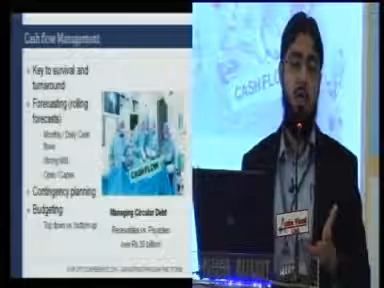 Cash flow Management
Key to survival and
turnaround
Forecasting (rolling
forecasts)
Monthly / Daily Cash
flows
Strong MIS
Opex / Capex
Contingency planning
Budgeting
Top down vs. bottom up
CASH FLOW
Managing Circular Debt
Receivables vs. Payables
over Rs. 30 billion
CASH FLOW